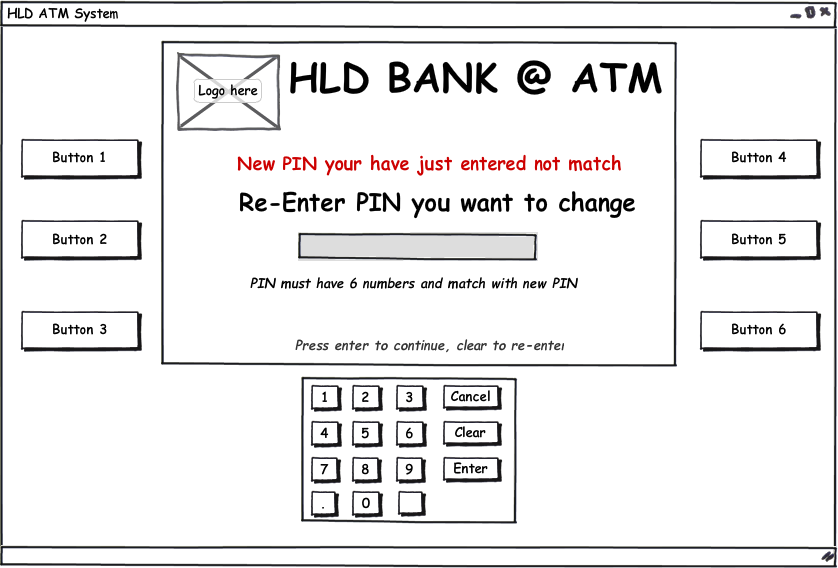 HLD ATM System
Logo here
HLD BANK @ ATM
Button 1
New PIN your have just entered not match
Button 4
Re-Enter PIN you want to change
Button 2
Button 5
PIN must have 6 numbers and match with new PIN
Button 3
Press enter to continue, clear to re-enter
Button 6
1 2 3 Cancel
4 5 6 Clear
7 8 9 Enter
. 0